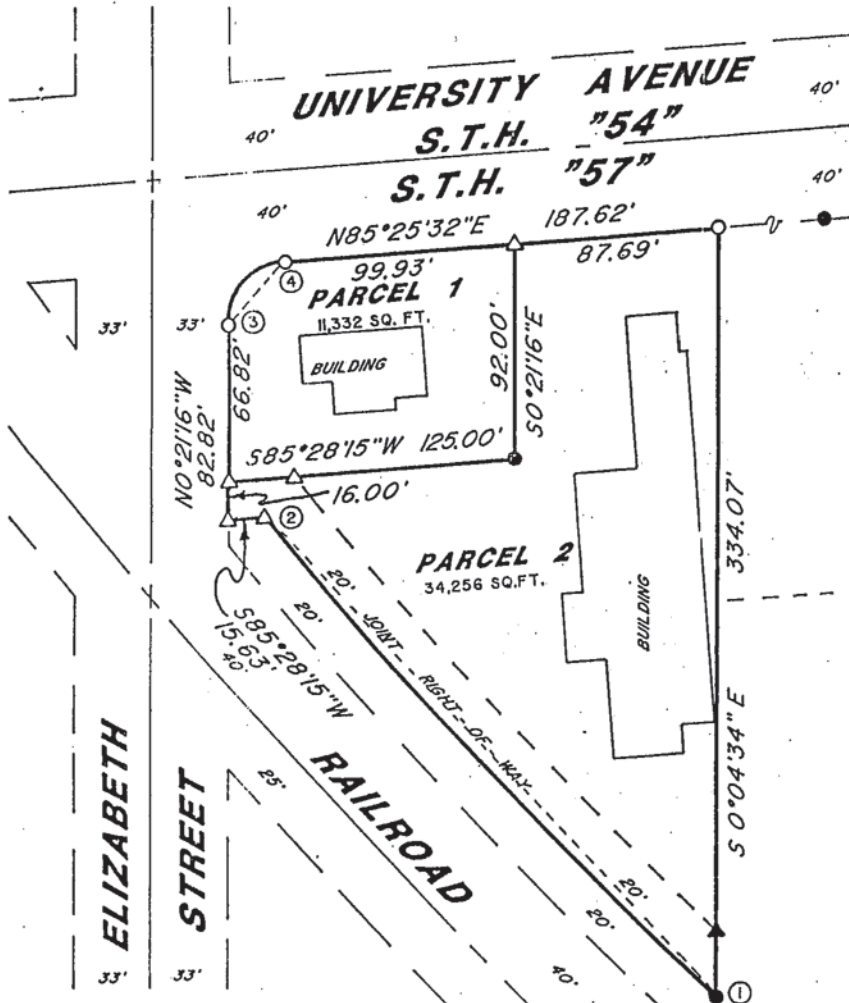 UNIVERSITY AVENUE
S.T.H. "54"
S.T.H. "57"
40'
40'
40'
40'
40'
N85°25'32"E
187.62'
99.93'
87.69'
④
③
PARCEL 1
11,332 SQ. FT.
BUILDING
33'
33'
66.82'
N0°21'16"W
82.82'
92.00'
S0°21'16"E
S85°28'15"W
125.00'
16.00'
②
PARCEL 2
34,256 SQ.FT.
BUILDING
334.07'
S 0°04'34" E
S85°28'15"W
15.63'
40'
20'
20'
JOINT RIGHT-OF-WAY
25'
RAILROAD
ELIZABETH
STREET
20'
20'
40'
33'
33'
①